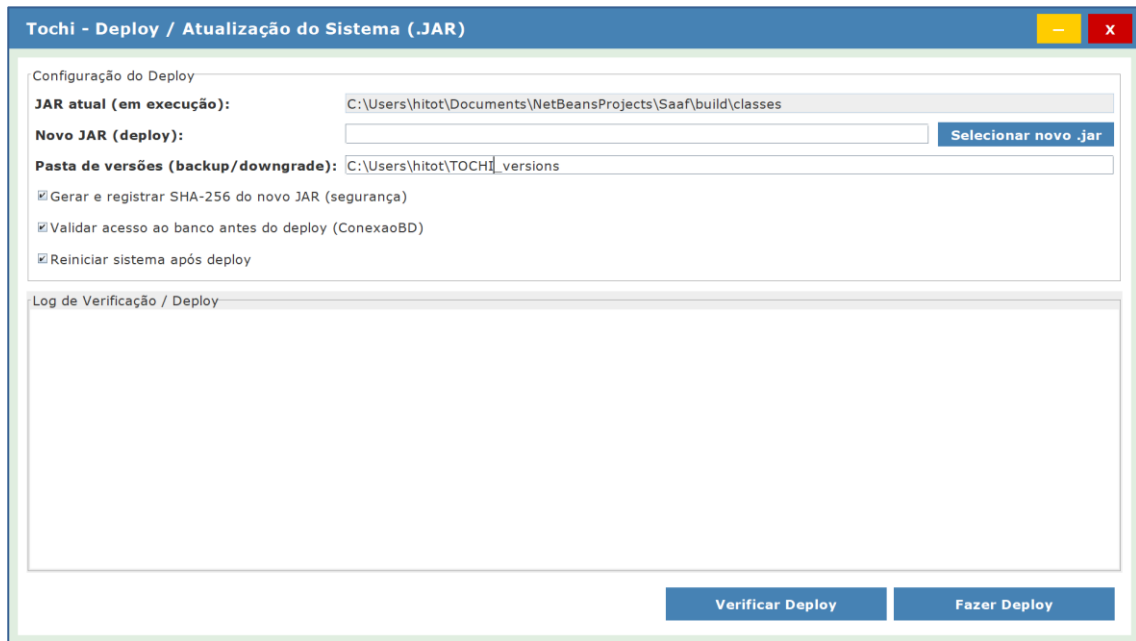 Tochi - Deploy / Atualização do Sistema (.JAR)
–
X
Configuração do Deploy
JAR atual (em execução): C:\Users\hitot\Documents\NetBeansProjects\Saaf\build\classes
Novo JAR (deploy): Selecionar novo .jar
Pasta de versões (backup/downgrade): C:\Users\hitot\TOCHI_versions
Gerar e registrar SHA-256 do novo JAR (segurança)
Validar acesso ao banco antes do deploy (ConexaoBD)
Reiniciar sistema após deploy
Log de Verificação / Deploy
Verificar Deploy Fazer Deploy